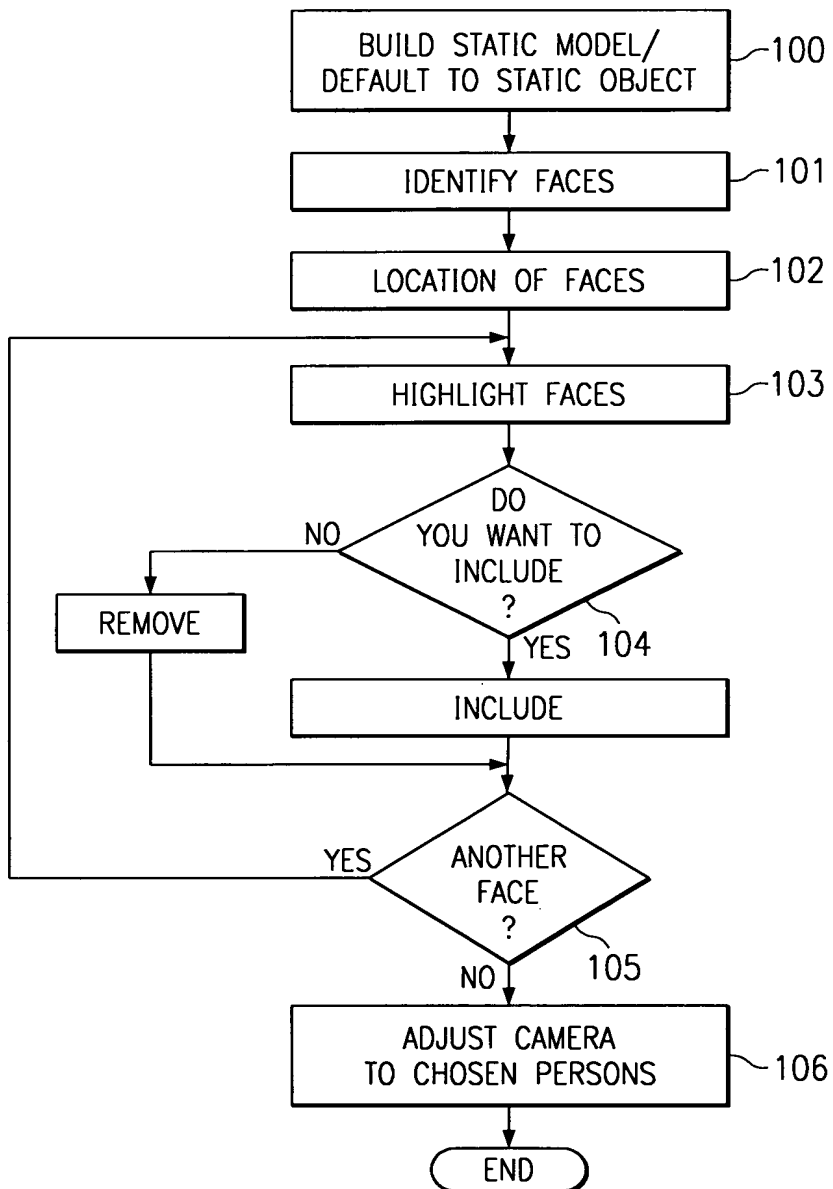 BUILD STATIC MODEL/
DEFAULT TO STATIC OBJECT
100
IDENTIFY FACES
101
LOCATION OF FACES
102
HIGHLIGHT FACES
103
DO
YOU WANT TO
INCLUDE
?
104
NO
REMOVE
YES
INCLUDE
YES
ANOTHER
FACE
?
105
NO
ADJUST CAMERA
TO CHOSEN PERSONS
106
END